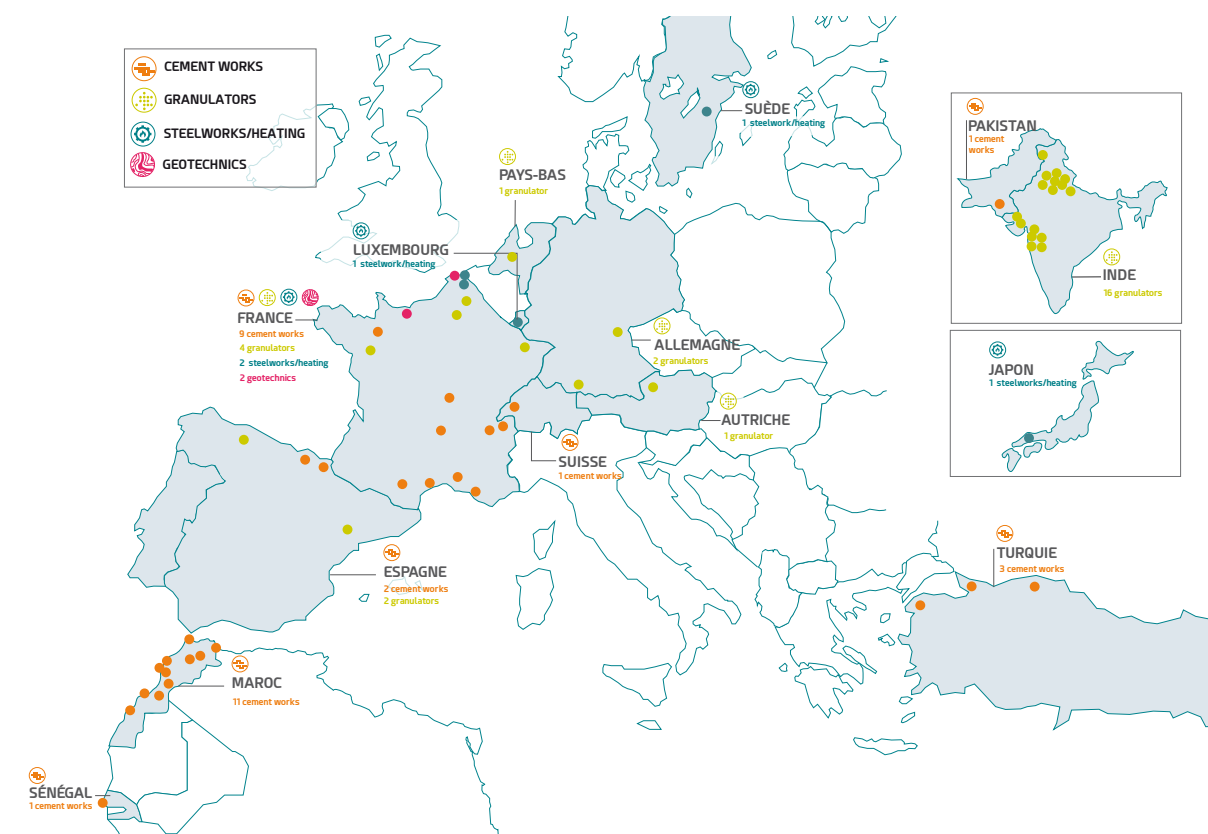 CEMENT WORKS
GRANULATORS
STEELWORKS/HEATING
GEOTECHNICS
SUÈDE
1 steelwork/heating
PAKISTAN
1 cement
works
INDE
16 granulators
PAYS-BAS
1 granulator
LUXEMBOURG
1 steelwork/heating
FRANCE
9 cement works
4 granulators
2 steelworks/heating
2 geotechnics
ALLEMAGNE
2 granulators
JAPON
1 steelworks/heating
AUTRICHE
1 granulator
SUISSE
1 cement works
ESPAGNE
2 cement works
2 granulators
TURQUIE
3 cement works
MAROC
11 cement works
SÉNÉGAL
1 cement works